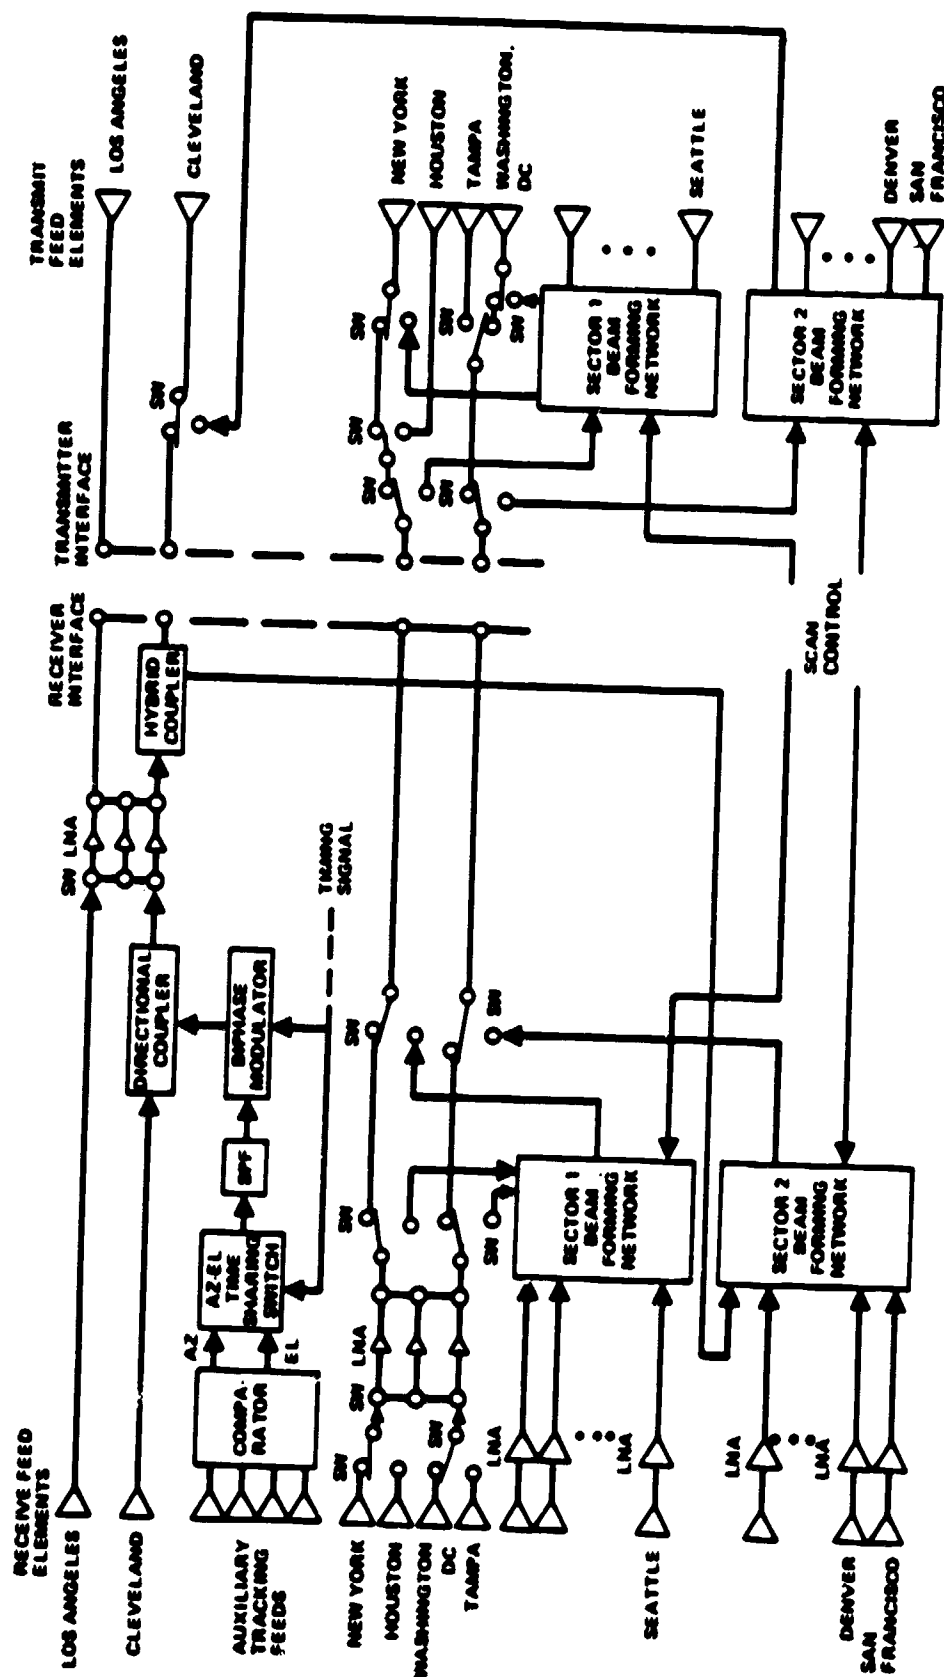 RECEIVE FEED
ELEMENTS
LOS ANGELES
CLEVELAND
AUXILIARY
TRACKING
FEEDS
NEW YORK
HOUSTON
WASHINGTON
DC
TAMPA
SEATTLE
DENVER
SAN
FRANCISCO
COMPA-
RATOR
AZ
EL
AZ-EL
TIME
SHARING
SWITCH
BPF
BIPHASE
MODULATOR
DIRECTIONAL
COUPLER
TIMING
SIGNAL
SW LNA
HYBRID
COUPLER
RECEIVER
INTERFACE
SW
SW
SW LNA
SW
SW
SW
SW
LNA
LNA
LNA
LNA
SECTOR 1
BEAM
FORMING
NETWORK
SECTOR 2
BEAM
FORMING
NETWORK
SCAN
CONTROL
TRANSMITTER
INTERFACE
SW
SW
SW
SW
SW
SW
SW
SECTOR 1
BEAM
FORMING
NETWORK
SECTOR 2
BEAM
FORMING
NETWORK
TRANSMIT
FEED
ELEMENTS
LOS ANGELES
CLEVELAND
NEW YORK
HOUSTON
TAMPA
WASHINGTON.
DC
SEATTLE
DENVER
SAN
FRANCISCO